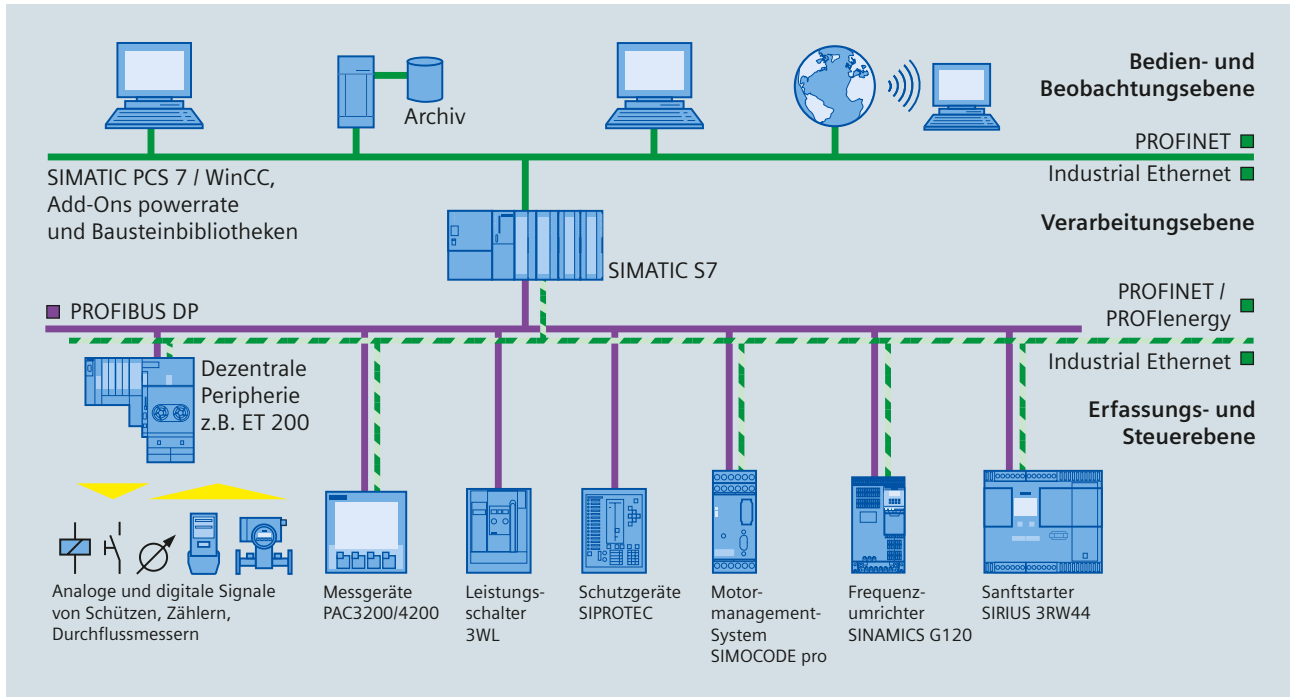 Bedien- und
Beobachtungsebene
Archiv
PROFINET
SIMATIC PCS 7 / WinCC,
Add-Ons powerrate
und Bausteinbibliotheken
Industrial Ethernet
Verarbeitungsebene
SIMATIC S7
PROFIBUS DP
PROFINET /
PROFIenergy
Industrial Ethernet
Dezentrale
Peripherie
z.B. ET 200
Erfassungs- und
Steuerebene
Analoge und digitale Signale
von Schützen, Zählern,
Durchflussmessern
Messgeräte
PAC3200/4200
Leistungs-
schalter
3WL
Schutzgeräte
SIPROTEC
Motor-
management-
System
SIMOCODE pro
Frequenz-
umrichter
SINAMICS G120
Sanftstarter
SIRIUS 3RW44